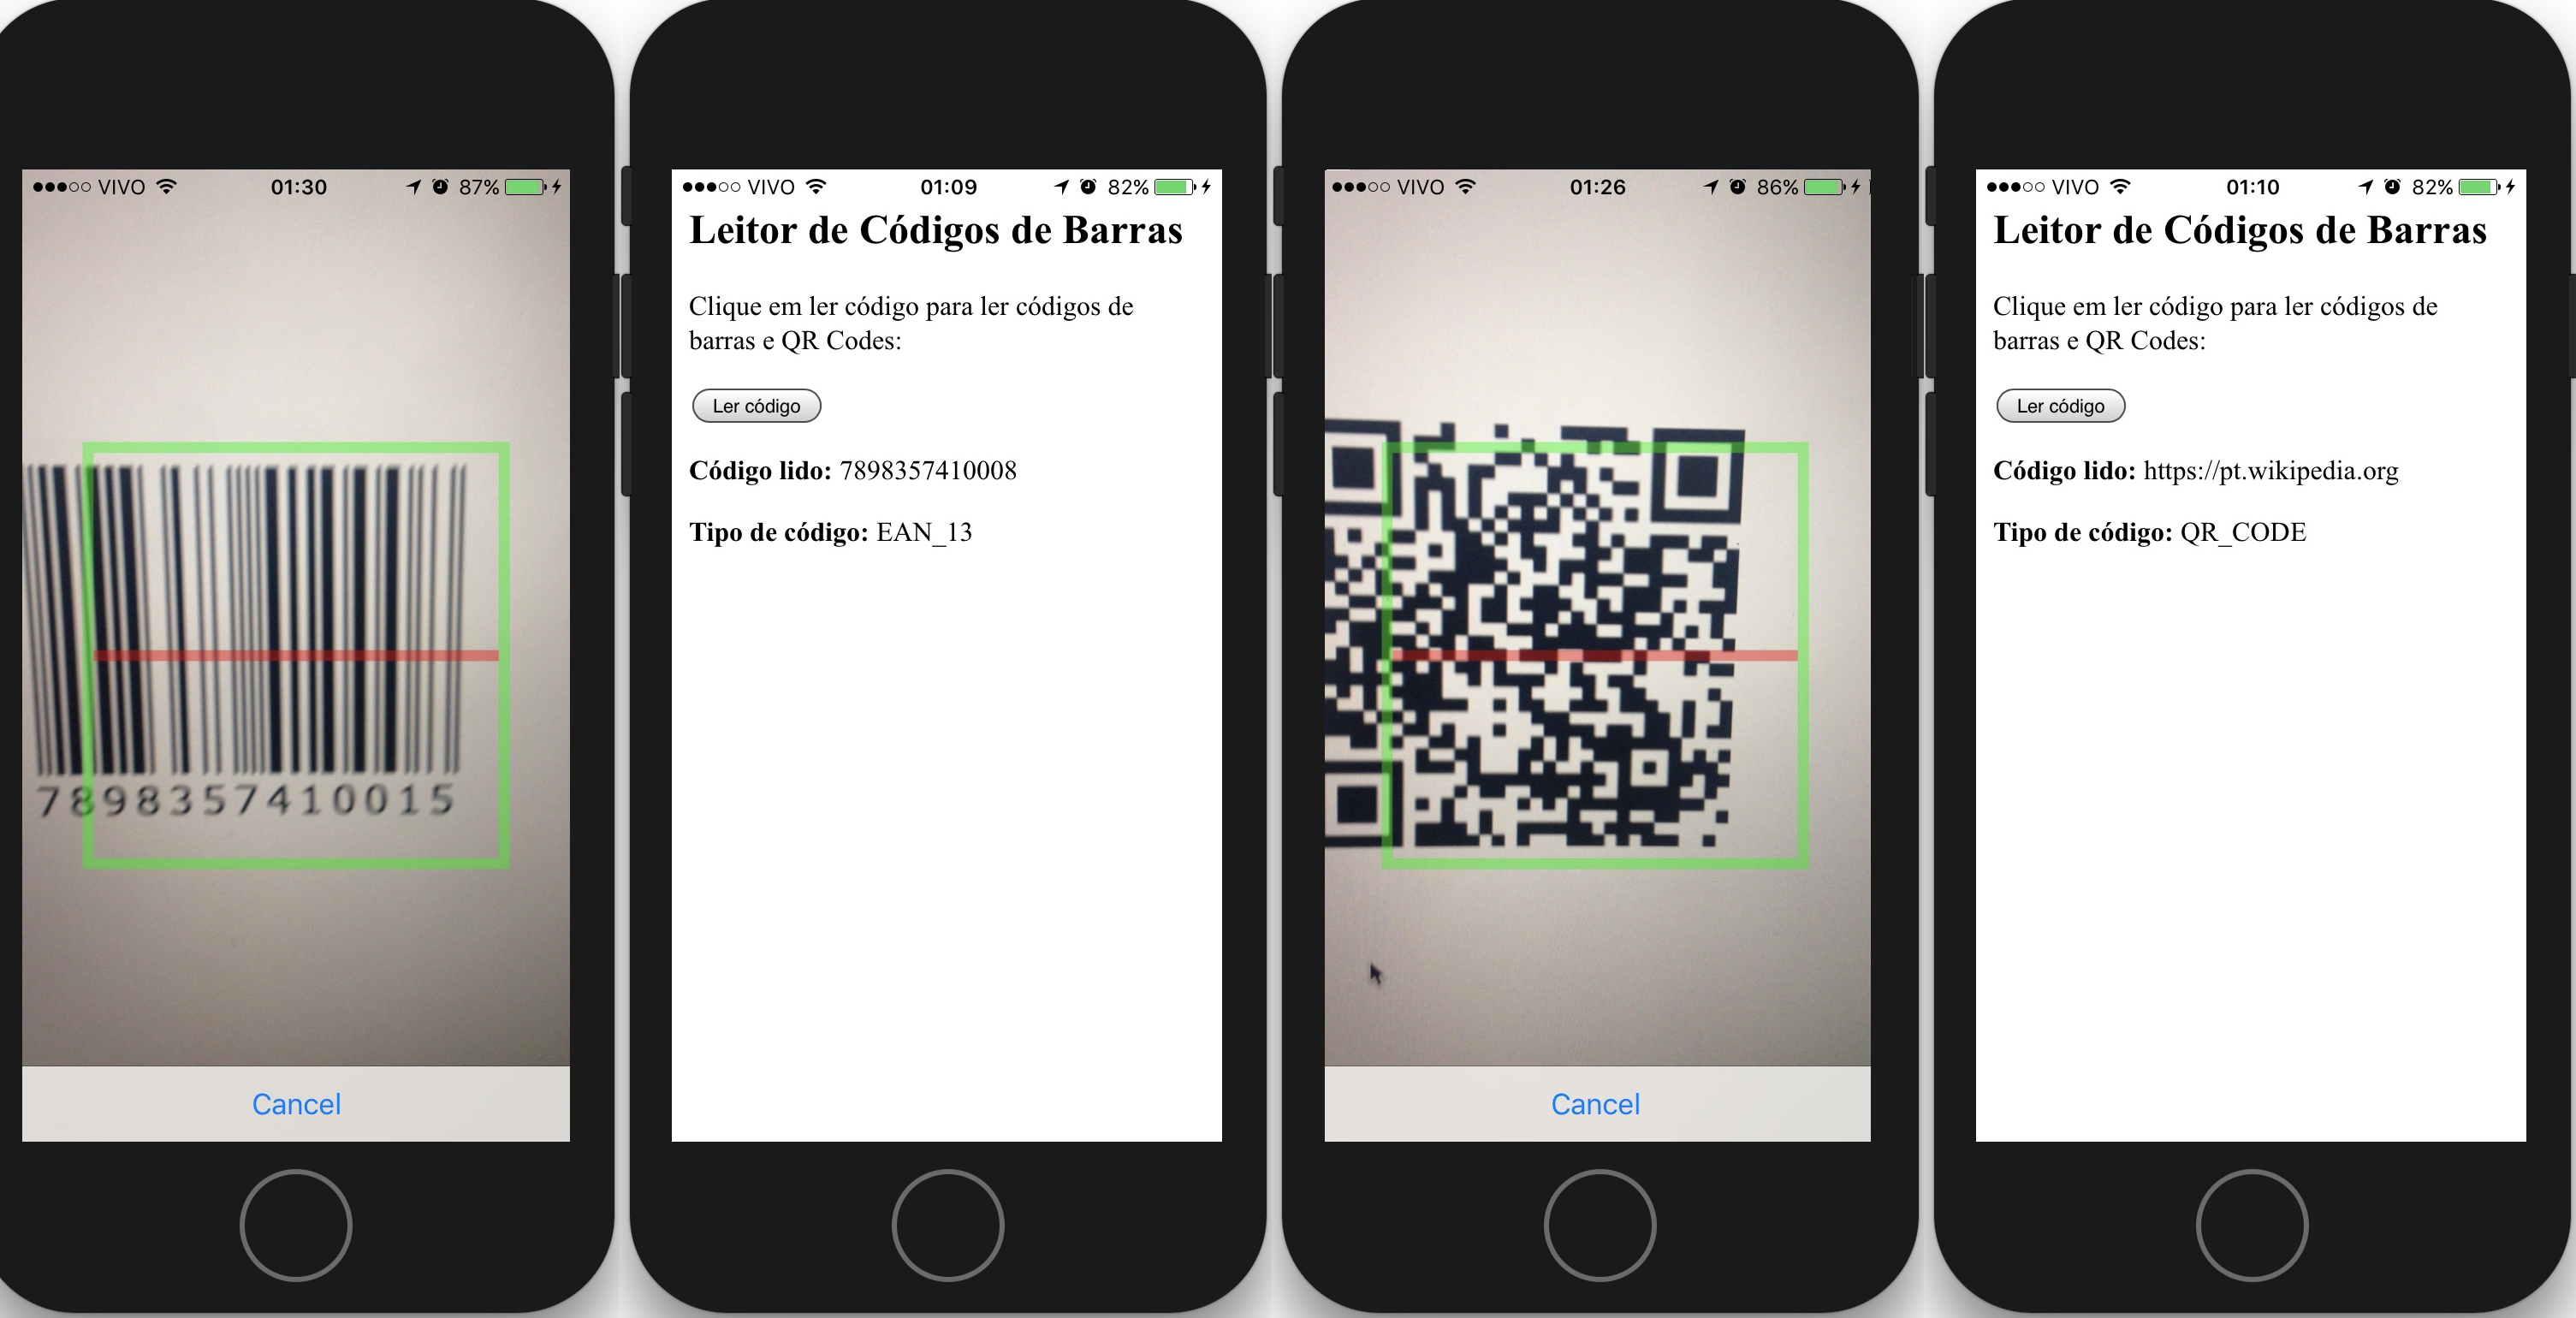 VIVO 01:30 87%
7898357410015
Cancel
VIVO 01:09 82%
Leitor de Códigos de Barras
Clique em ler código para ler códigos de
barras e QR Codes:
Ler código
Código lido: 7898357410008
Tipo de código: EAN_13
VIVO 01:26 86%
Cancel
VIVO 01:10 82%
Leitor de Códigos de Barras
Clique em ler código para ler códigos de
barras e QR Codes:
Ler código
Código lido: https://pt.wikipedia.org
Tipo de código: QR_CODE